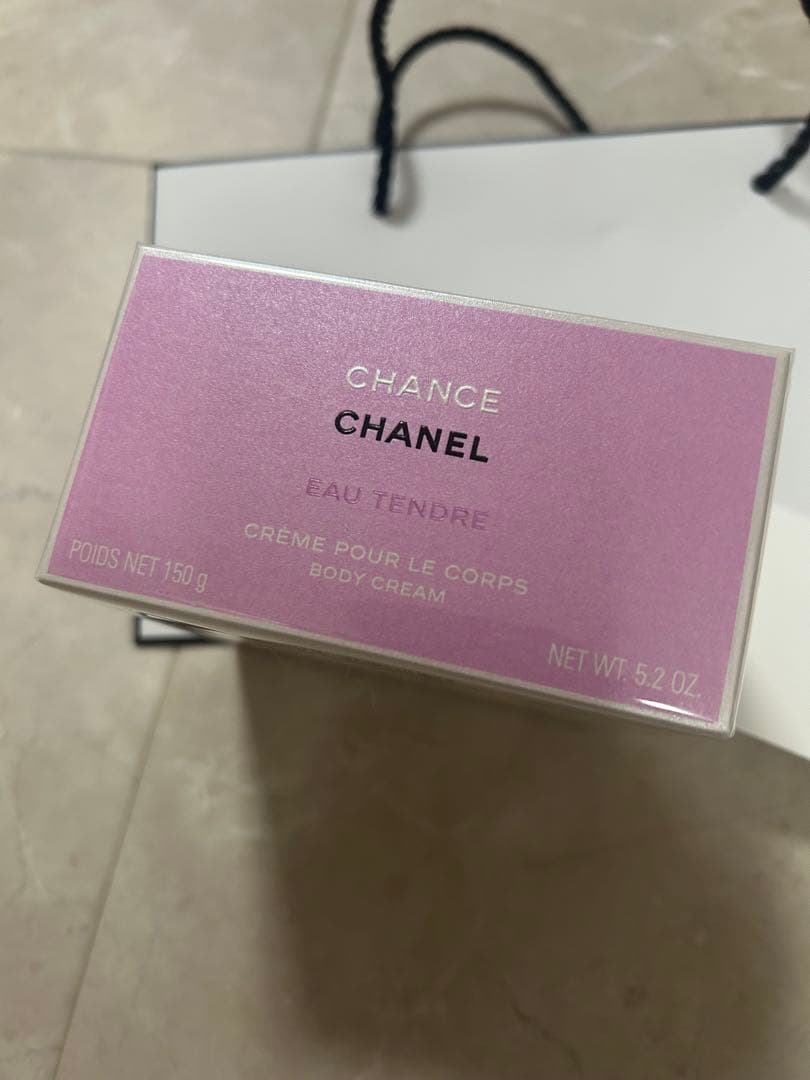 CHANCE
CHANEL
EAU TENDRE
CRÈME POUR LE CORPS
BODY CREAM
POIDS NET 150 g
NET WT. 5.2 OZ.